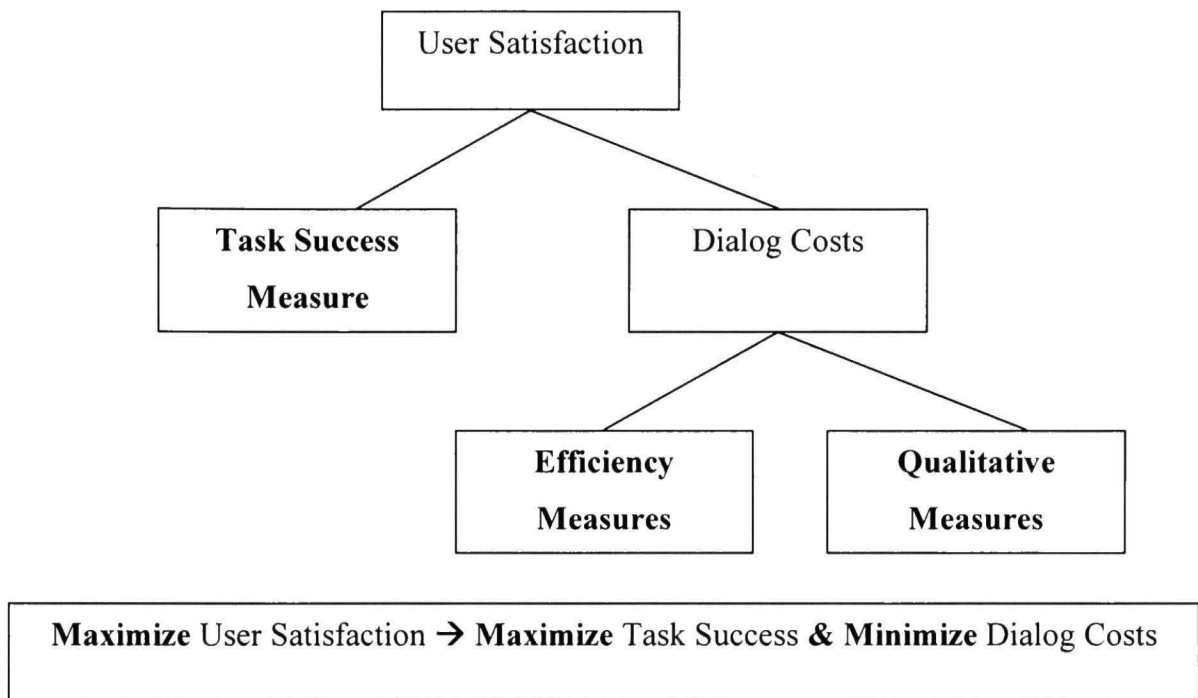 User Satisfaction
Task Success
Measure
Dialog Costs
Efficiency
Measures
Qualitative
Measures
Maximize User Satisfaction → Maximize Task Success & Minimize Dialog Costs